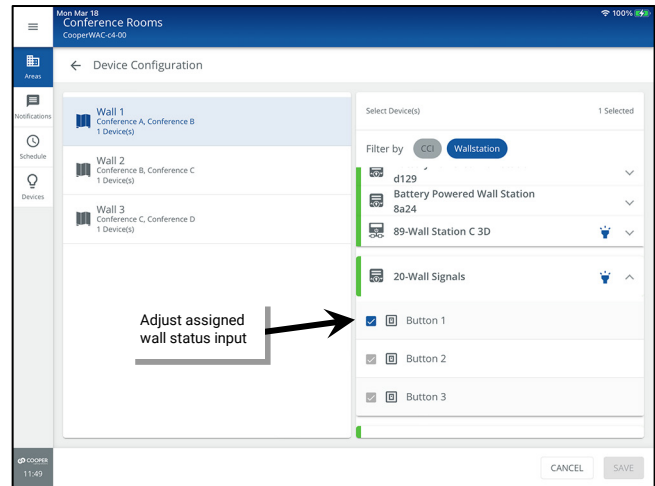 Mon Mar 18
100%
Conference Rooms
CooperWAC-c4-00
Areas
Notifications
Schedule
Devices
Device Configuration
Wall 1
Conference A, Conference B
1 Device(s)
Wall 2
Conference B, Conference C
1 Device(s)
Wall 3
Conference C, Conference D
1 Device(s)
Adjust assigned
wall status input
Select Device(s)
1 Selected
Filter by CCI Wallstation
d129
Battery Powered Wall Station
8a24
89-Wall Station C 3D
20-Wall Signals
Button 1
Button 2
Button 3
COOPER
11:49
CANCEL SAVE